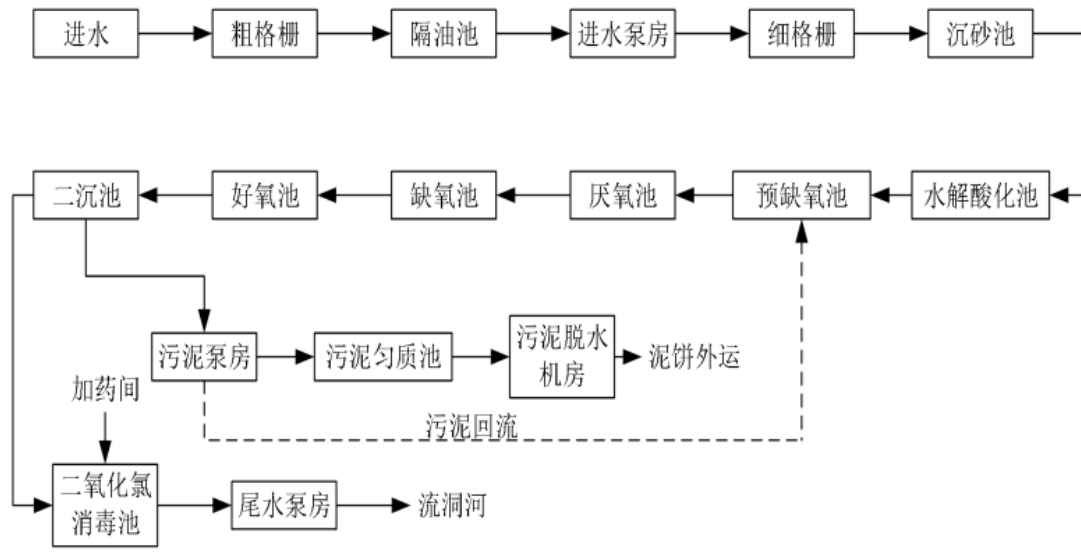 进水
粗格栅
隔油池
进水泵房
细格栅
沉砂池
二沉池
好氧池
缺氧池
厌氧池
预缺氧池
水解酸化池
污泥泵房
污泥匀质池
污泥脱水
机房
泥饼外运
加药间
污泥回流
二氧化氯
消毒池
尾水泵房
流洞河